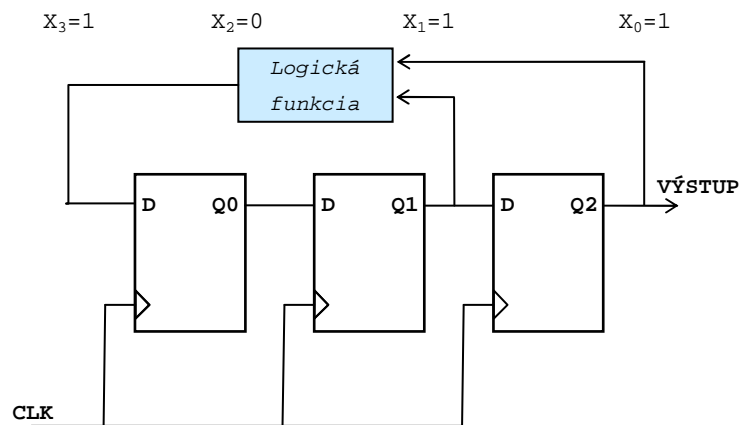 X₃=1 X₂=0 X₁=1 X₀=1
Logická
funkcia
VÝSTUP
D Q0 D Q1 D Q2
CLK